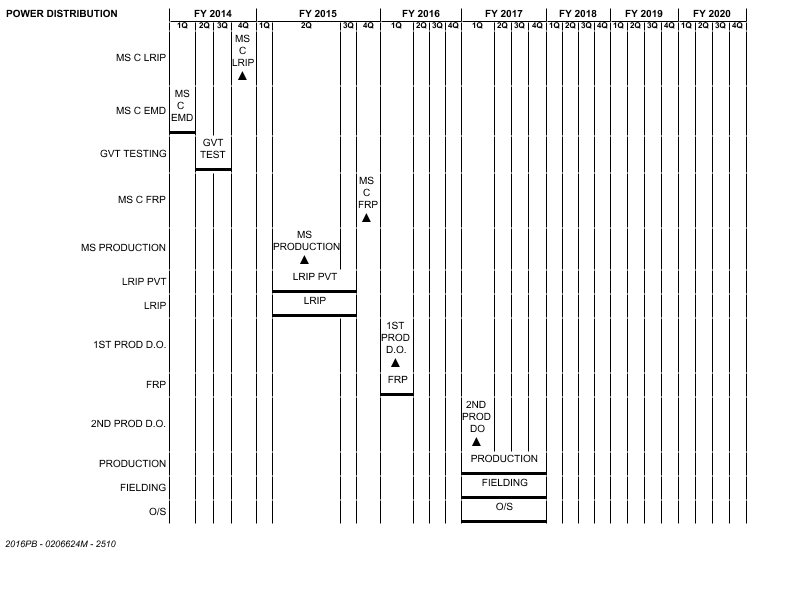 POWER DISTRIBUTION FY 2014 FY 2015 FY 2016 FY 2017 FY 2018 FY 2019 FY 2020
1Q 2Q 3Q 4Q 1Q 2Q 3Q 4Q 1Q 2Q 3Q 4Q 1Q 2Q 3Q 4Q 1Q 2Q 3Q 4Q 1Q 2Q 3Q 4Q 1Q 2Q 3Q 4Q
MS C LRIP
MS
C
LRIP
MS C EMD
MS
C
EMD
GVT TESTING
GVT
TEST
MS C FRP
MS
C
FRP
MS PRODUCTION
MS
PRODUCTION
LRIP PVT
LRIP PVT
LRIP
LRIP
1ST PROD D.O.
1ST
PROD
D.O.
FRP
FRP
2ND PROD D.O.
2ND
PROD
DO
PRODUCTION
PRODUCTION
FIELDING
FIELDING
O/S
O/S
2016PB - 0206624M - 2510